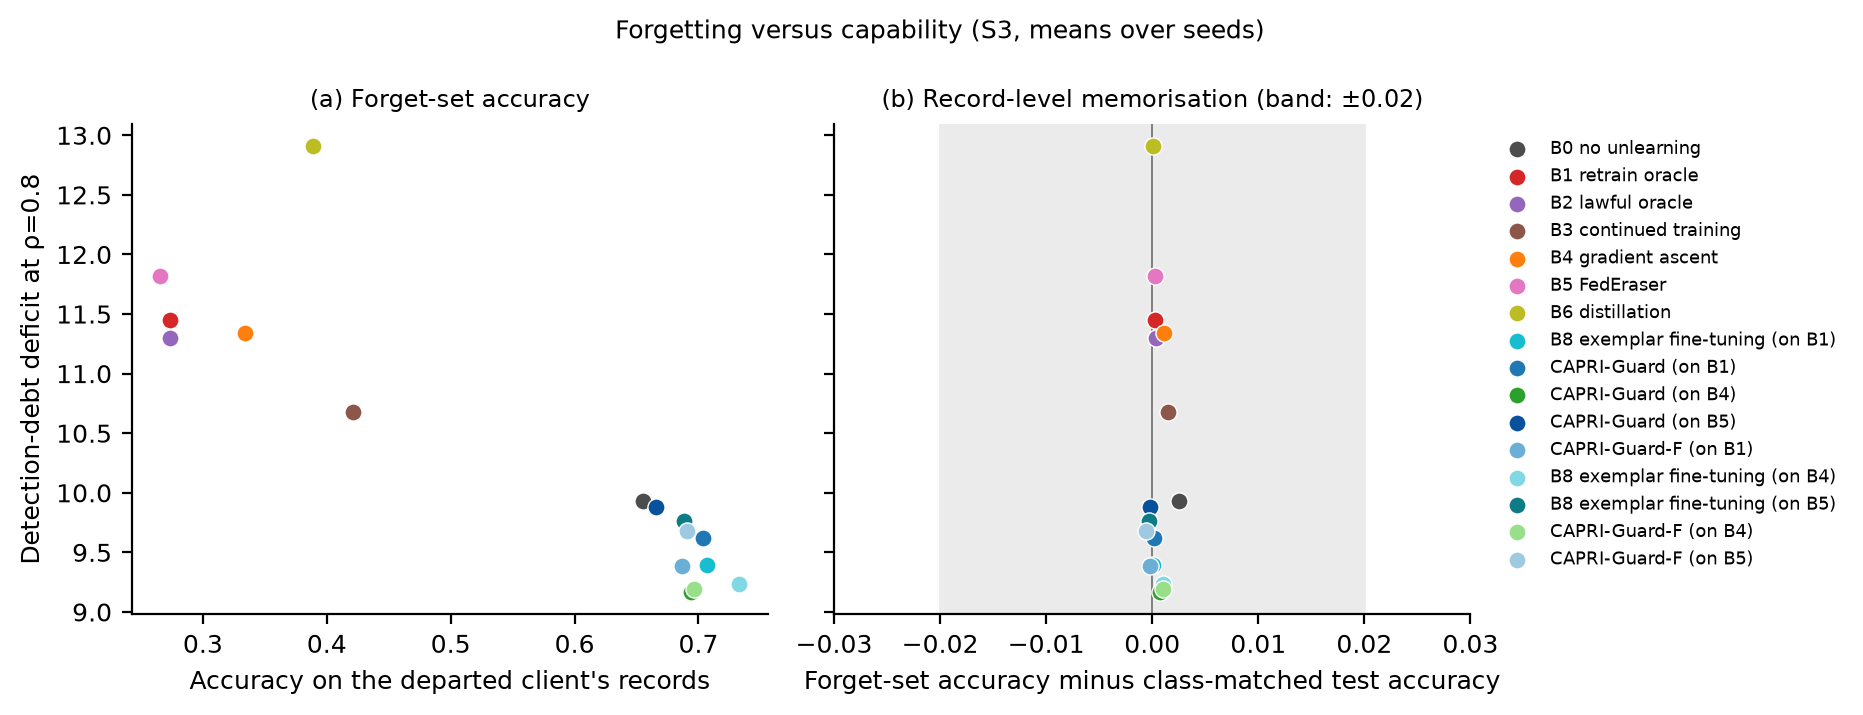 Forgetting versus capability (S3, means over seeds)
(a) Forget-set accuracy
Detection-debt deficit at ρ=0.8
13.0
12.5
12.0
11.5
11.0
10.5
10.0
9.5
9.0
0.3 0.4 0.5 0.6 0.7
Accuracy on the departed client's records
(b) Record-level memorisation (band: ±0.02)
−0.03 −0.02 −0.01 0.00 0.01 0.02 0.03
Forget-set accuracy minus class-matched test accuracy
B0 no unlearning
B1 retrain oracle
B2 lawful oracle
B3 continued training
B4 gradient ascent
B5 FedEraser
B6 distillation
B8 exemplar fine-tuning (on B1)
CAPRI-Guard (on B1)
CAPRI-Guard (on B4)
CAPRI-Guard (on B5)
CAPRI-Guard-F (on B1)
B8 exemplar fine-tuning (on B4)
B8 exemplar fine-tuning (on B5)
CAPRI-Guard-F (on B4)
CAPRI-Guard-F (on B5)